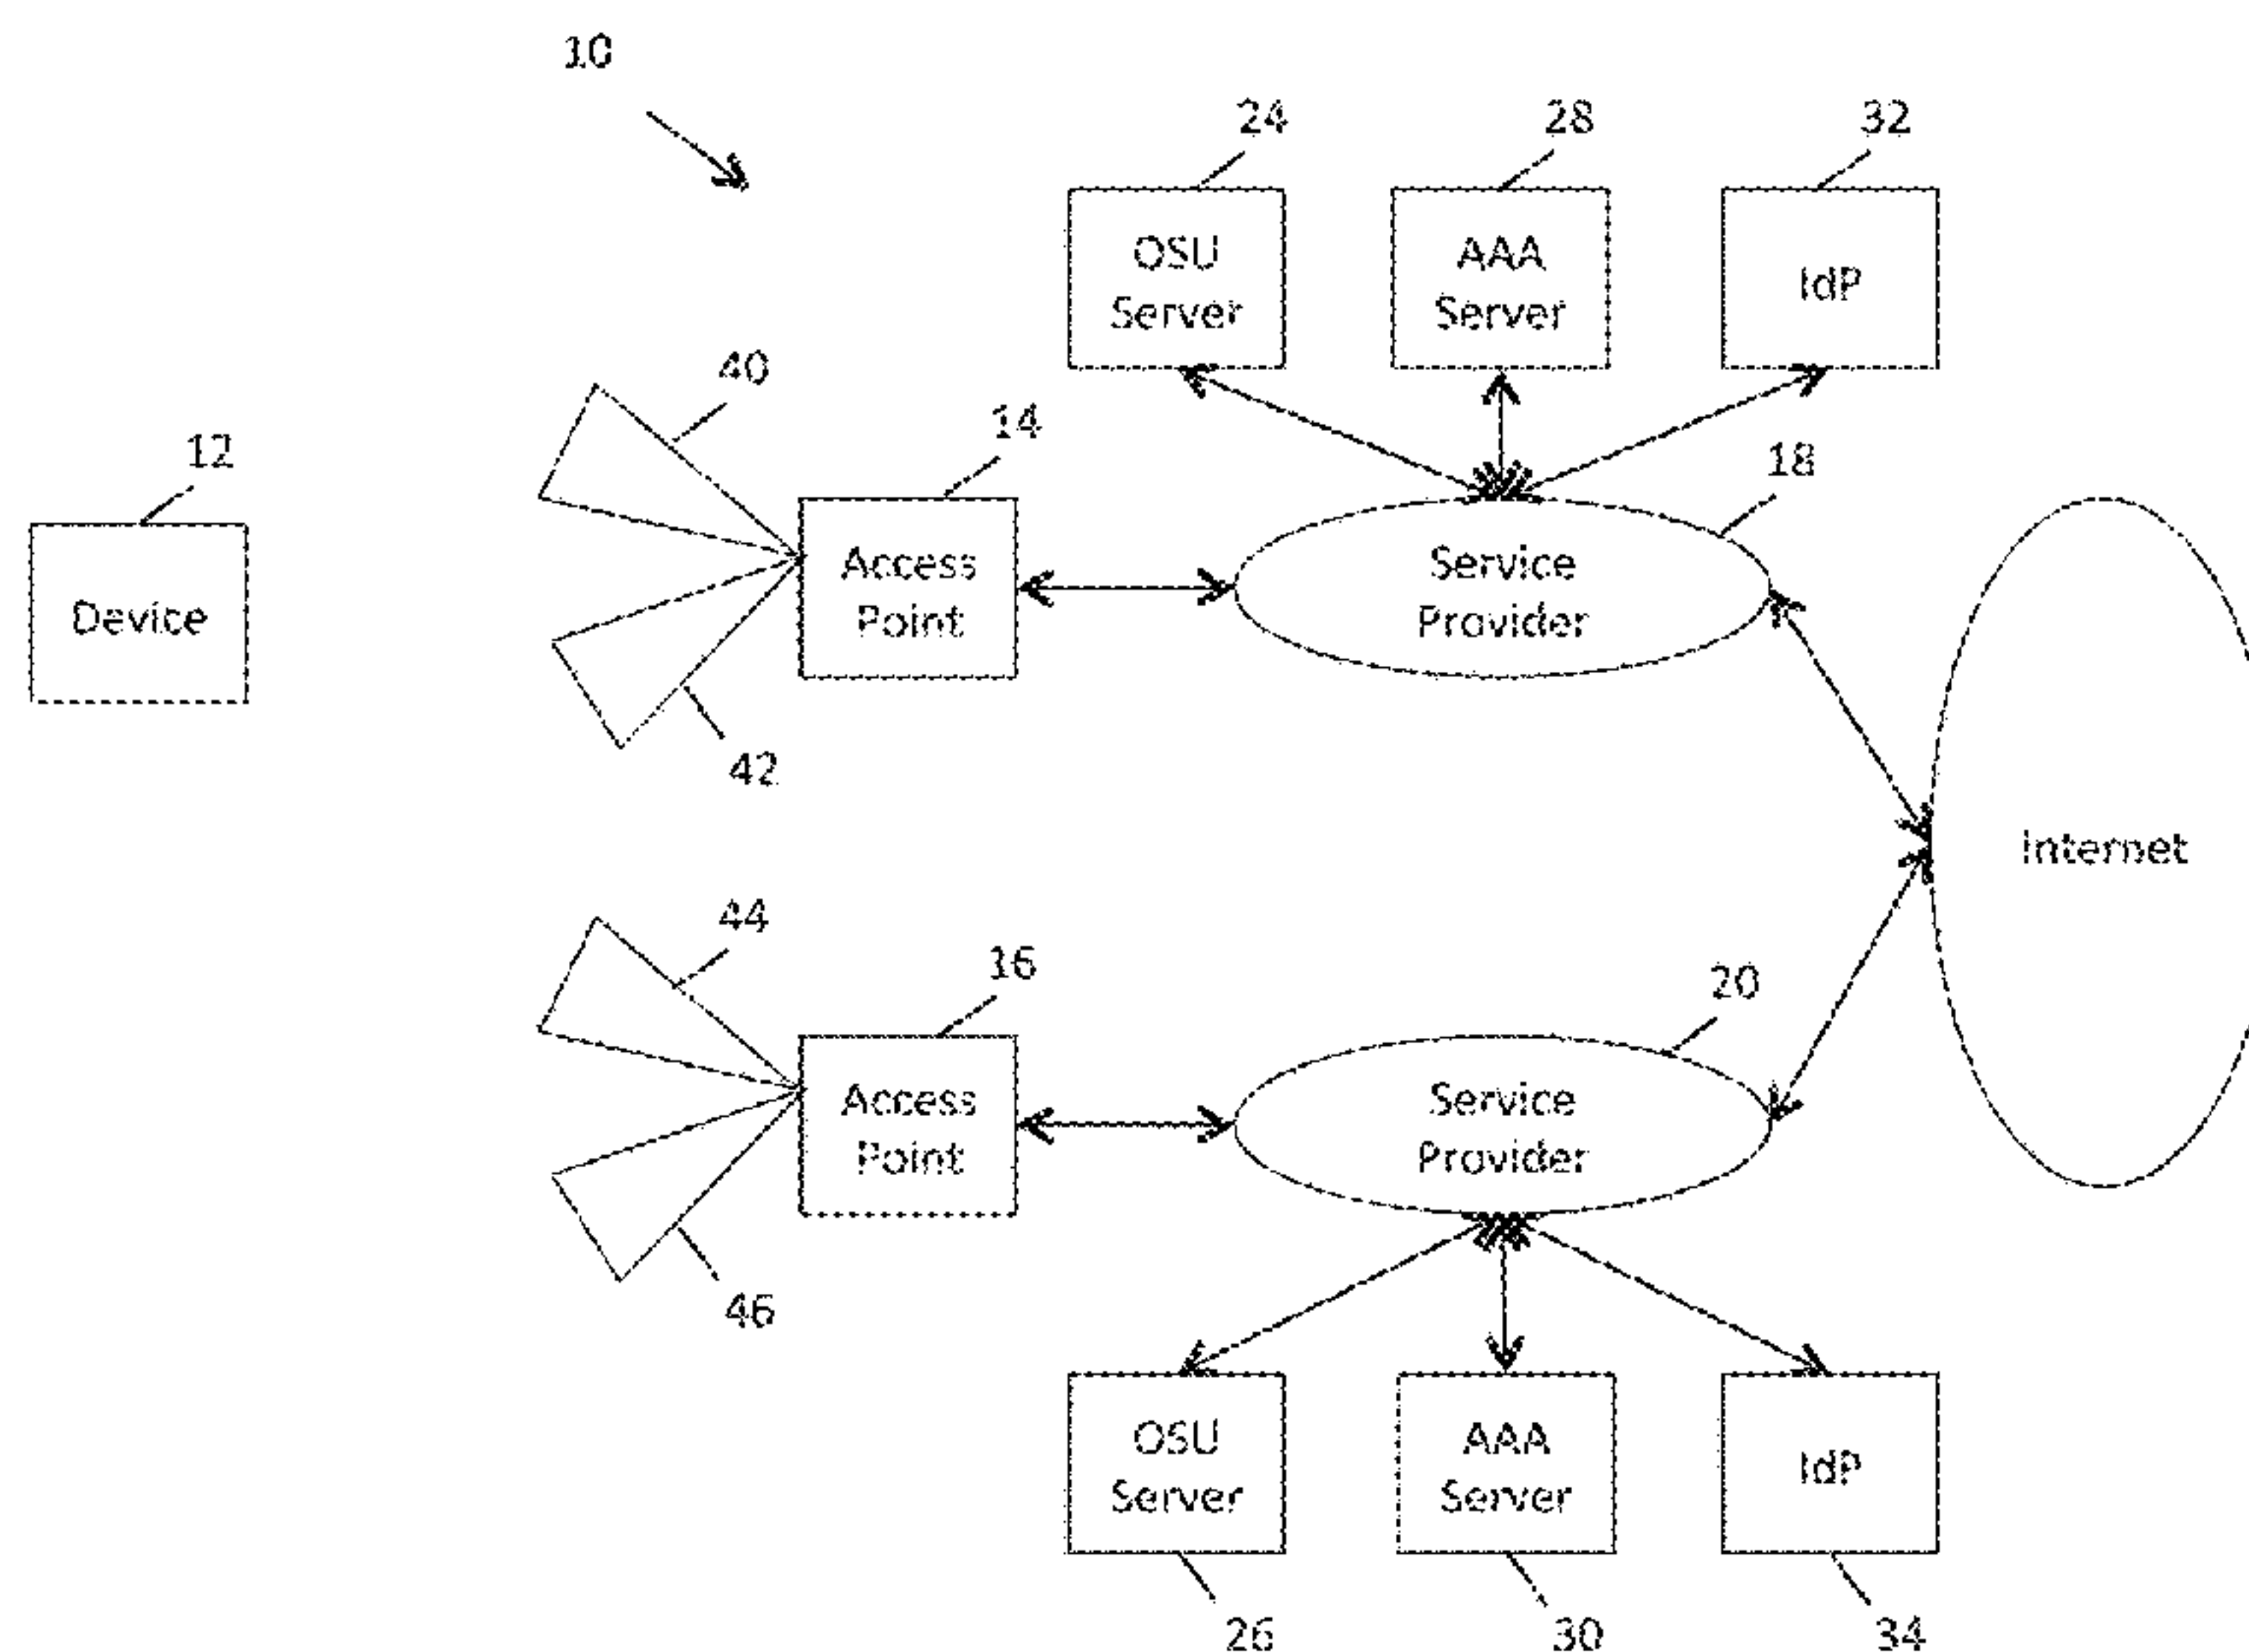 10
24
28
32
OSU
Server
AAA
Server
IdP
40
14
18
12
Device
Access
Point
Service
Provider
42
Internet
44
16
20
Access
Point
Service
Provider
46
OSU
Server
AAA
Server
IdP
26
30
34